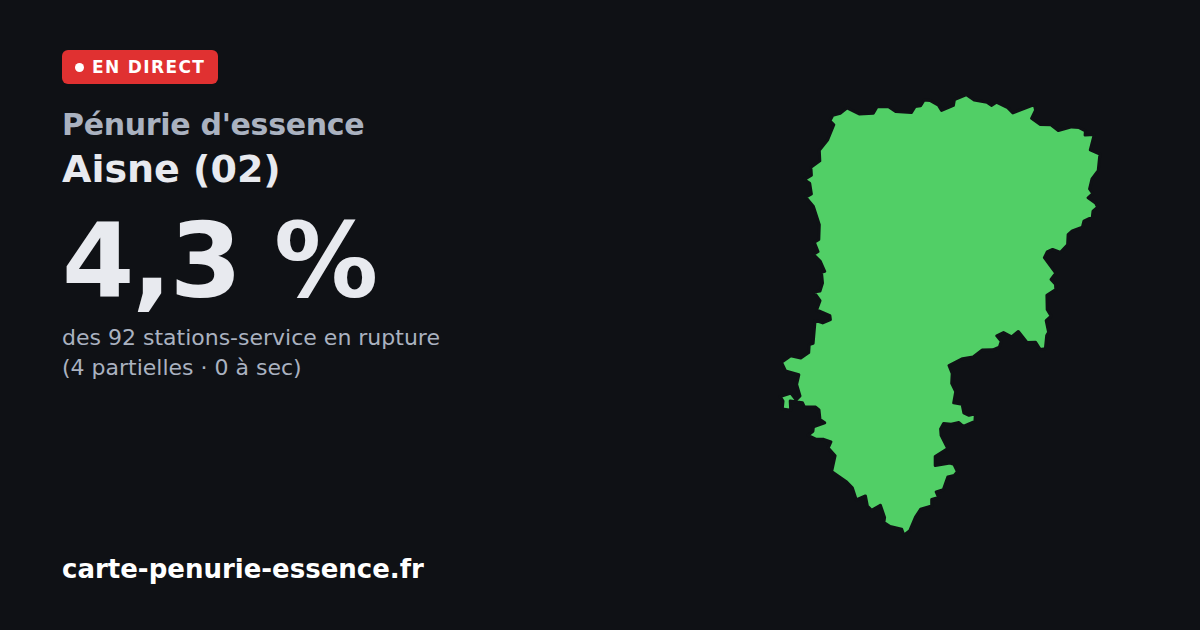 EN DIRECT
Pénurie d'essence
Aisne (02)
4,3 %
des 92 stations-service en rupture
(4 partielles · 0 à sec)
carte-penurie-essence.fr